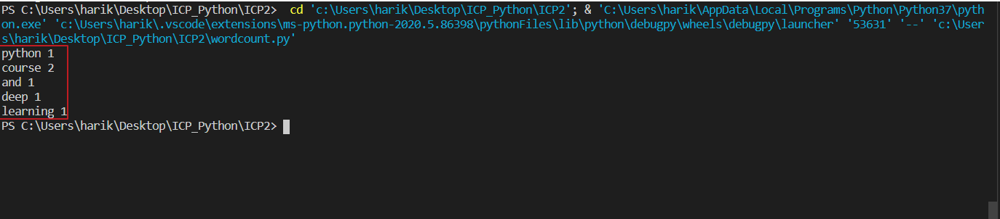 PS C:\Users\harik\Desktop\ICP_Python\ICP2>  cd 'c:\Users\harik\Desktop\ICP_Python\ICP2'; & 'C:\Users\harik\AppData\Local\Programs\Python\Python37\pyth
on.exe' 'c:\Users\harik\.vscode\extensions\ms-python.python-2020.5.86398\pythonFiles\lib\python\debugpy\wheels\debugpy\launcher' '53631' '--' 'c:\User
s\harik\Desktop\ICP_Python\ICP2\wordcount.py'
python 1
course 2
and 1
deep 1
learning 1
PS C:\Users\harik\Desktop\ICP_Python\ICP2>